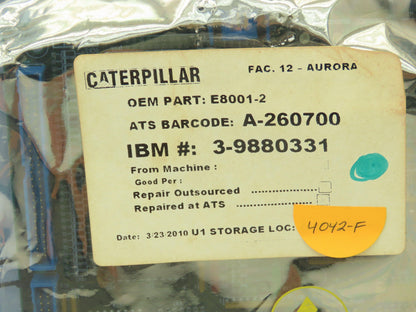 CATERPILLAR
FAC. 12 - AURORA
OEM PART: E8001-2
ATS BARCODE: A-260700
IBM #: 3-9880331
From Machine :
Good Per :
Repair Outsourced ................
Repaired at ATS ................
4042-F
Date: 3/23/2010 U1 STORAGE LOC: